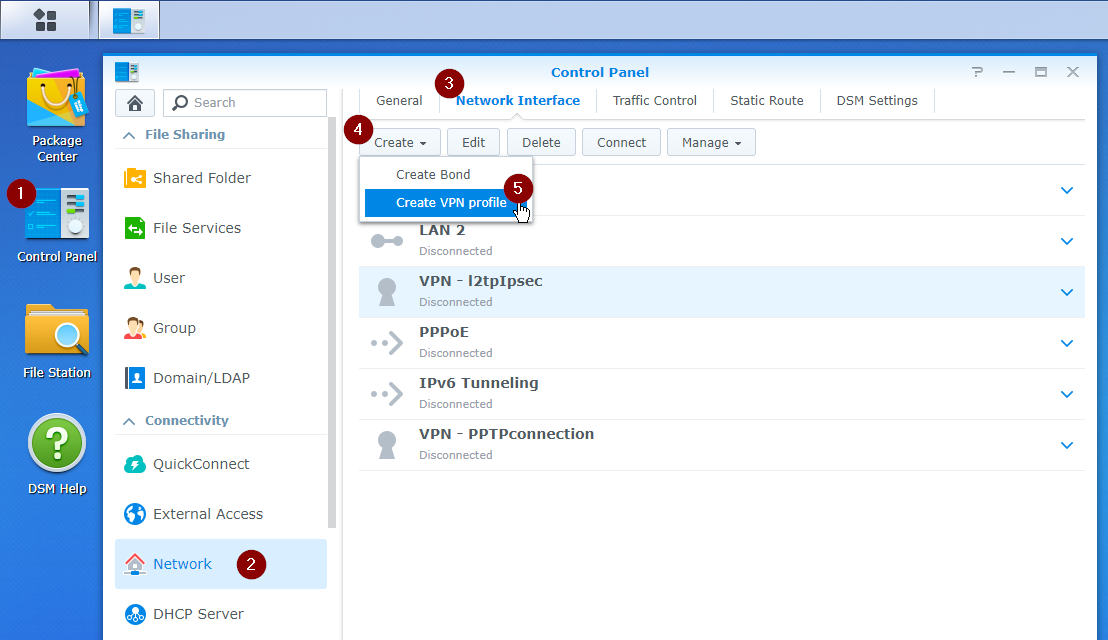 Package
Center
1
Control Panel
File Station
?
DSM Help
Control Panel
?
Search
File Sharing
Shared Folder
File Services
User
Group
Domain/LDAP
Connectivity
QuickConnect
External Access
Network
2
DHCP Server
3
General Network Interface Traffic Control Static Route DSM Settings
4
Create Edit Delete Connect Manage
Create Bond
Create VPN profile
5
LAN 2
Disconnected
VPN - l2tpIpsec
Disconnected
PPPoE
Disconnected
IPv6 Tunneling
Disconnected
VPN - PPTPconnection
Disconnected